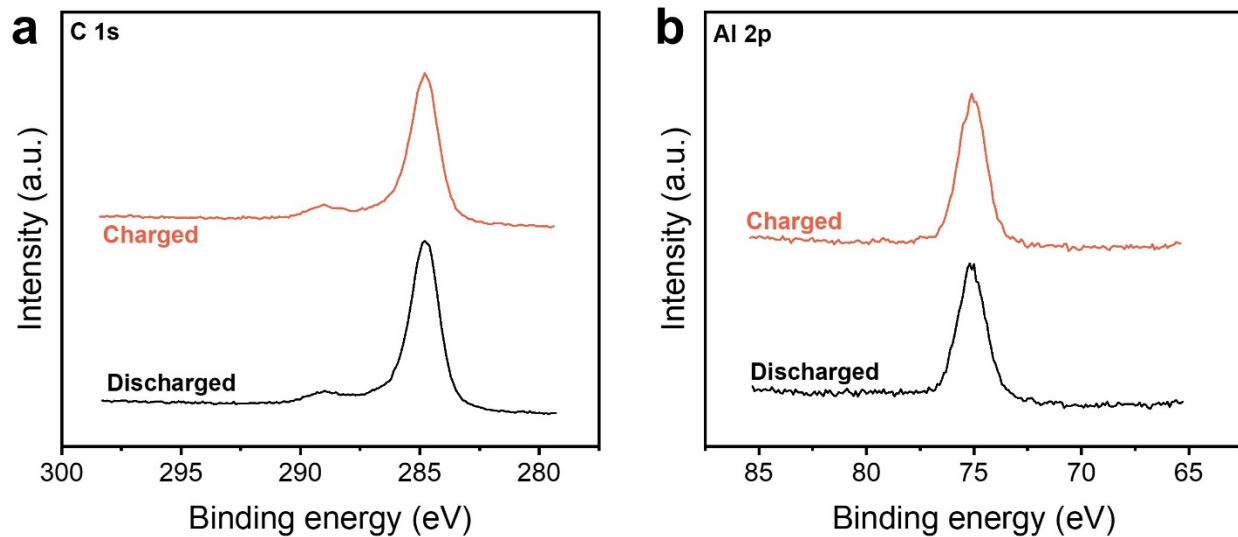 a
C 1s
Intensity (a.u.)
Charged
Discharged
300 295 290 285 280
Binding energy (eV)
b
Al 2p
Intensity (a.u.)
Charged
Discharged
85 80 75 70 65
Binding energy (eV)